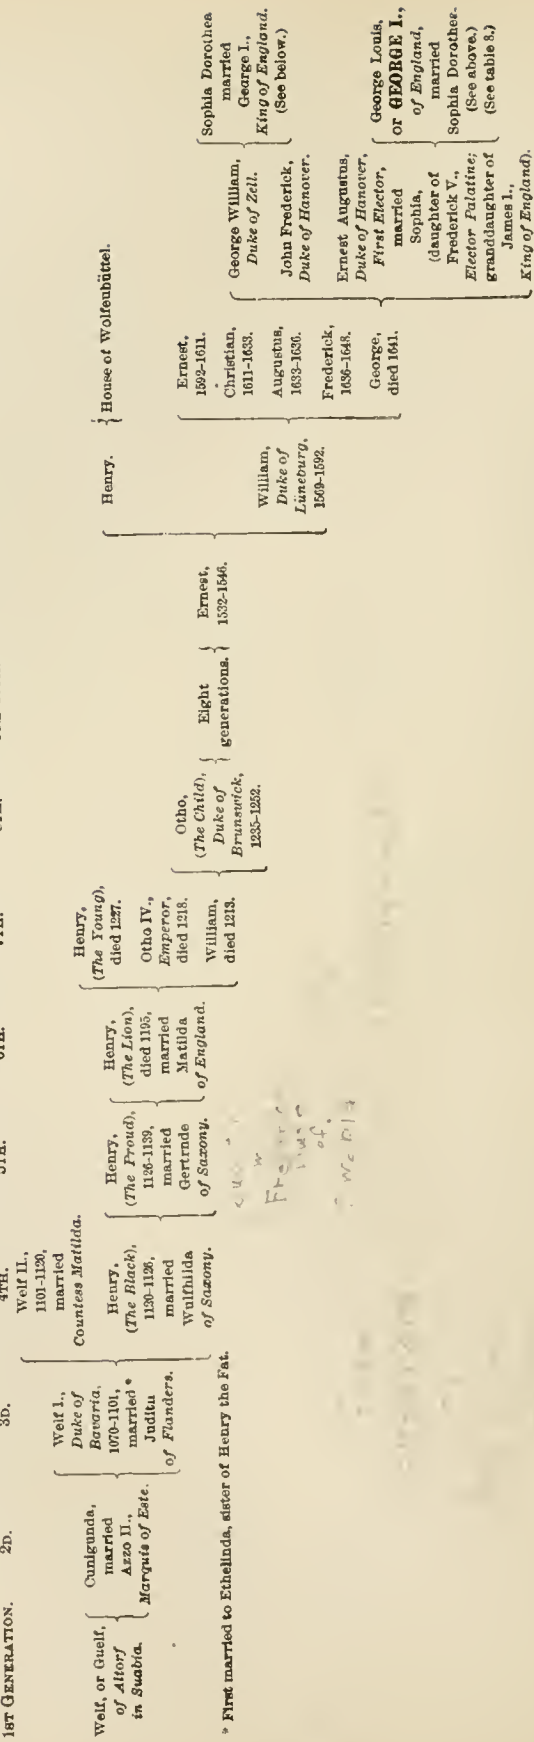 1ST GENERATION.
2D.
3D.
4TH.
5TH.
6TH.
Welf, or Guelf,
of Altorf
in Suabia.
Cunigunda,
married
Azzo II.,
Marquis of Este.
Welf I.,
Duke of
Bavaria,
1070-1101,
married *
Judith
of Flanders.
Welf II.,
1101-1120,
married
Countess Matilda.
Henry,
(The Black),
1120-1126,
married
Wulfhilda
of Saxony.
Henry,
(The Proud),
1126-1139,
married
Gertrude
of Saxony.
Henry,
(The Lion),
died 1195,
married
Matilda
of England.
Henry,
(The Young),
died 1227.
Otho IV.,
Emperor,
died 1218.
William,
died 1213.
Otho,
(The Child),
Duke of
Brunswick,
1235-1252.
Eight
generations.
Ernest,
1532-1546.
Henry.
William,
Duke of
Lüneburg,
1569-1592.
House of Wolfenbüttel.
Ernest,
1592-1611.
Christian,
1611-1633.
Augustus,
1633-1636.
Frederick,
1636-1648.
George,
died 1641.
George William,
Duke of Zell.
John Frederick,
Duke of Hanover.
Ernest Augustus,
Duke of Hanover,
First Elector,
married
Sophia,
(daughter of
Frederick V.,
Elector Palatine;
granddaughter of
James I.,
King of England).
Sophia Dorothea
married
George I.,
King of England.
(See below.)
George Louis,
or GEORGE I.,
of England,
married
Sophia Dorothea.
(See above.)
(See table 8.)
* First married to Ethelinda, sister of Henry the Fat.